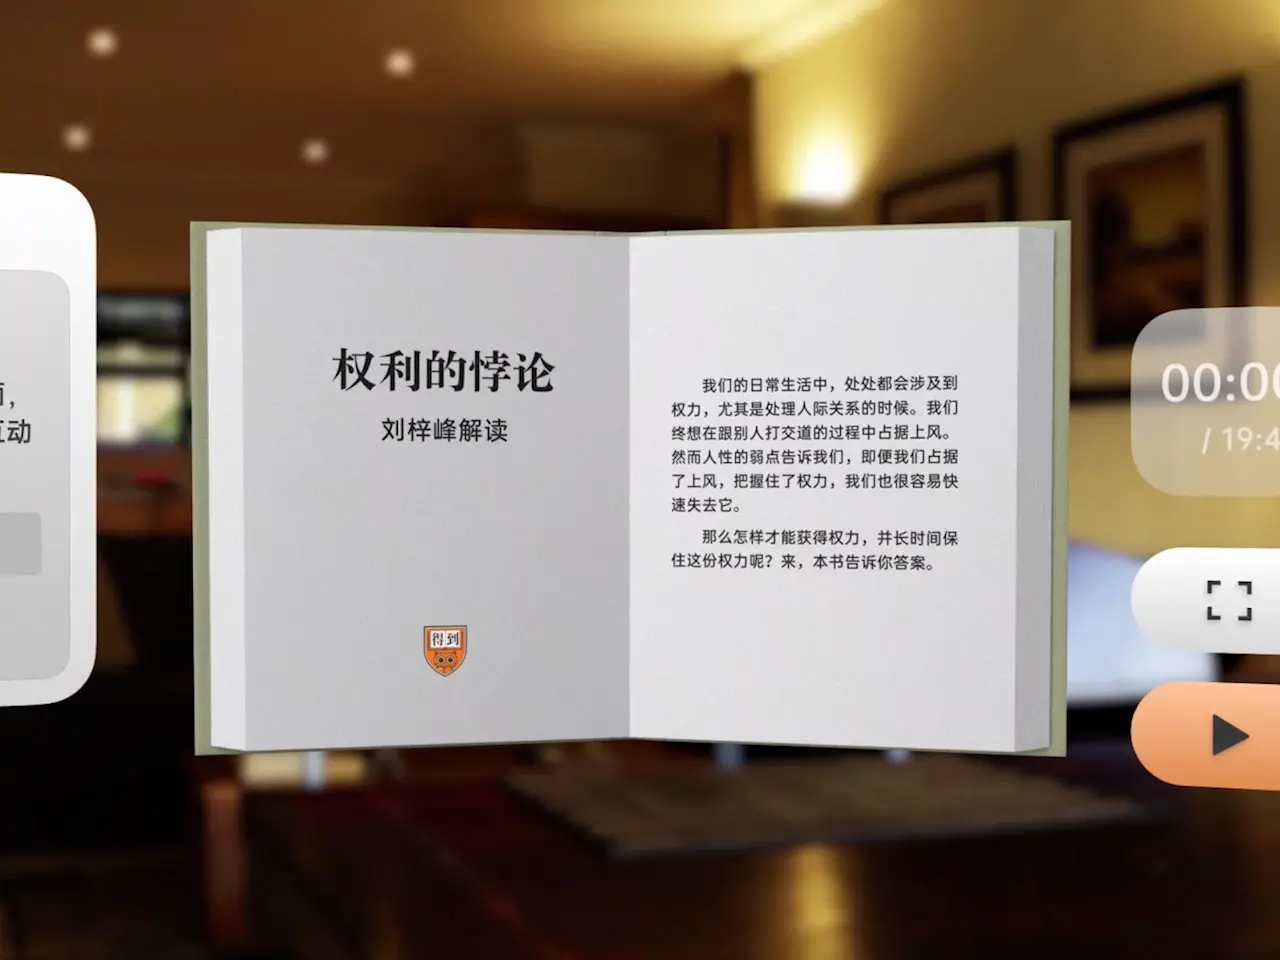 互动
权利的悖论
刘梓峰解读
得到
我们的日常生活中，处处都会涉及到
权力，尤其是处理人际关系的时候。我们
终想在跟别人打交道的过程中占据上风。
然而人性的弱点告诉我们，即便我们占据
了上风，把握住了权力，我们也很容易快
速失去它。
那么怎样才能获得权力，并长时间保
住这份权力呢？来，本书告诉你答案。
00:0
/ 19:4